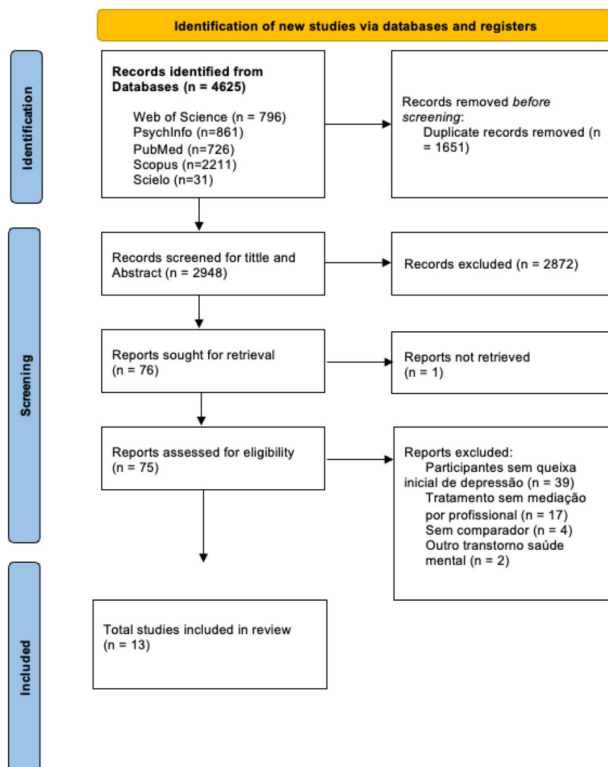 Identification of new studies via databases and registers
Identification
Records identified from
Databases (n = 4625)
Web of Science (n = 796)
PsychInfo (n=861)
PubMed (n=726)
Scopus (n=2211)
Scielo (n=31)
Records removed before
screening:
Duplicate records removed (n
= 1651)
Screening
Records screened for tittle and
Abstract (n = 2948)
Records excluded (n = 2872)
Reports sought for retrieval
(n = 76)
Reports not retrieved
(n = 1)
Reports assessed for eligibility
(n = 75)
Reports excluded:
Participantes sem queixa
inicial de depressão (n = 39)
Tratamento sem mediação
por profissional (n = 17)
Sem comparador (n = 4)
Outro transtorno saúde
mental (n = 2)
Included
Total studies included in review
(n = 13)